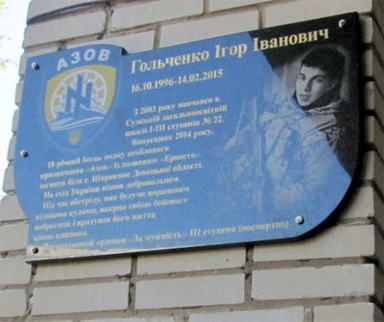 АЗОВ
Гольченко Ігор Іванович
16.10.1996-14.02.2015
З 2003 року навчався в
Сумській загальноосвітній
школі І-ІІІ ступенів № 22.
Випускник 2014 року.
18-річний боєць полку особливого
призначення «Азов» із позивним «Ернесто»
загинув біля с. Широкине Донецької області.
На схід України пішов добровольцем.
Під час обстрілу, вже будучи пораненим
кількома кулями, накрив собою бойового
побратима і врятував його життя
ціною власного.
Нагороджений орденом «За мужність» ІІІ ступеня (посмертно)